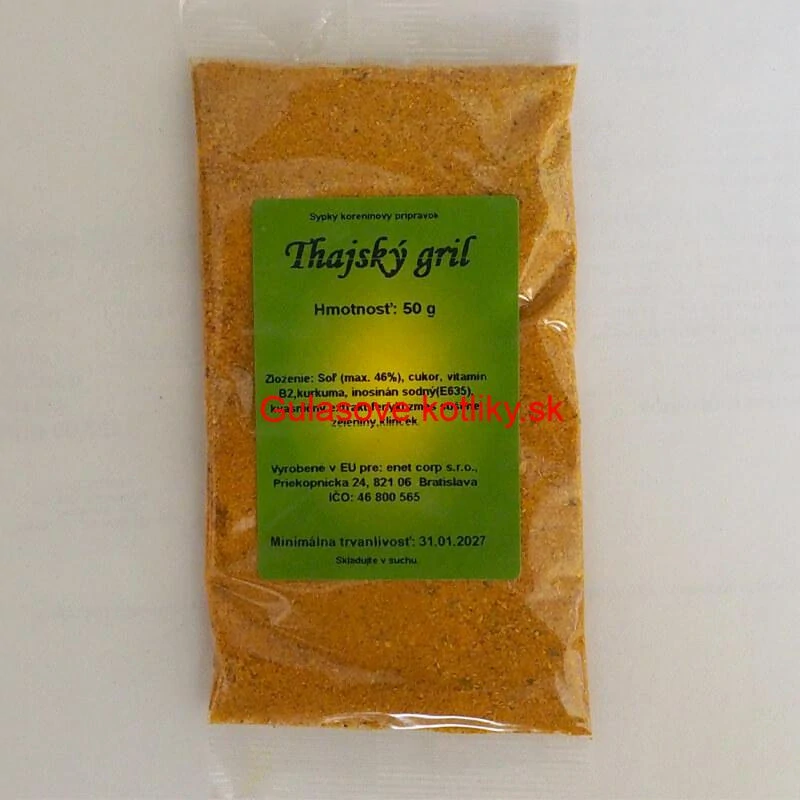 Sypký koreninový prípravok
Thajský gril
Hmotnosť: 50 g
Zloženie: Soľ (max. 46%), cukor, vitamín
B2,kurkuma, inosinán sodný(E635),
Gulasove kotliky.sk
zeleniny,klinček
Vyrobené v EU pre: enet corp s.r.o.,
Priekopnícka 24, 821 06 Bratislava
IČO: 46 800 565
Minimálna trvanlivosť: 31.01.2027
Skladujte v suchu